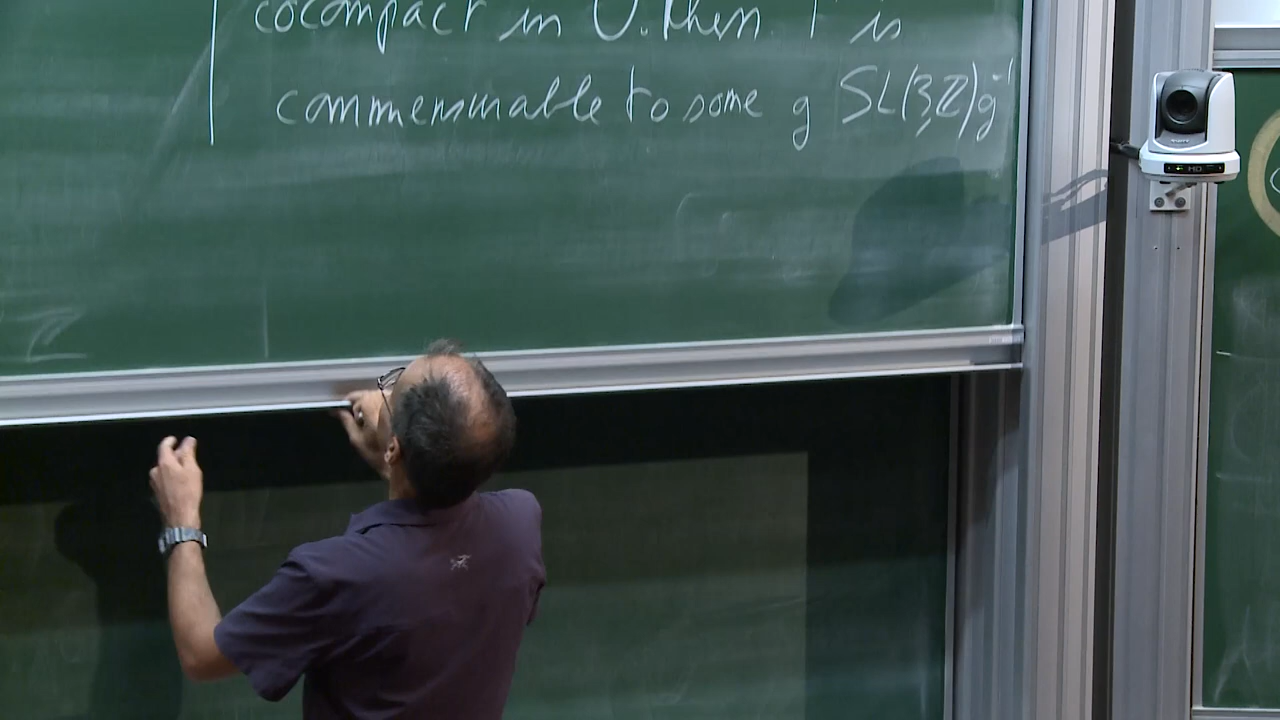 cocompact in U. then Γ is
commensurable to some g SL(3,Z)g⁻¹